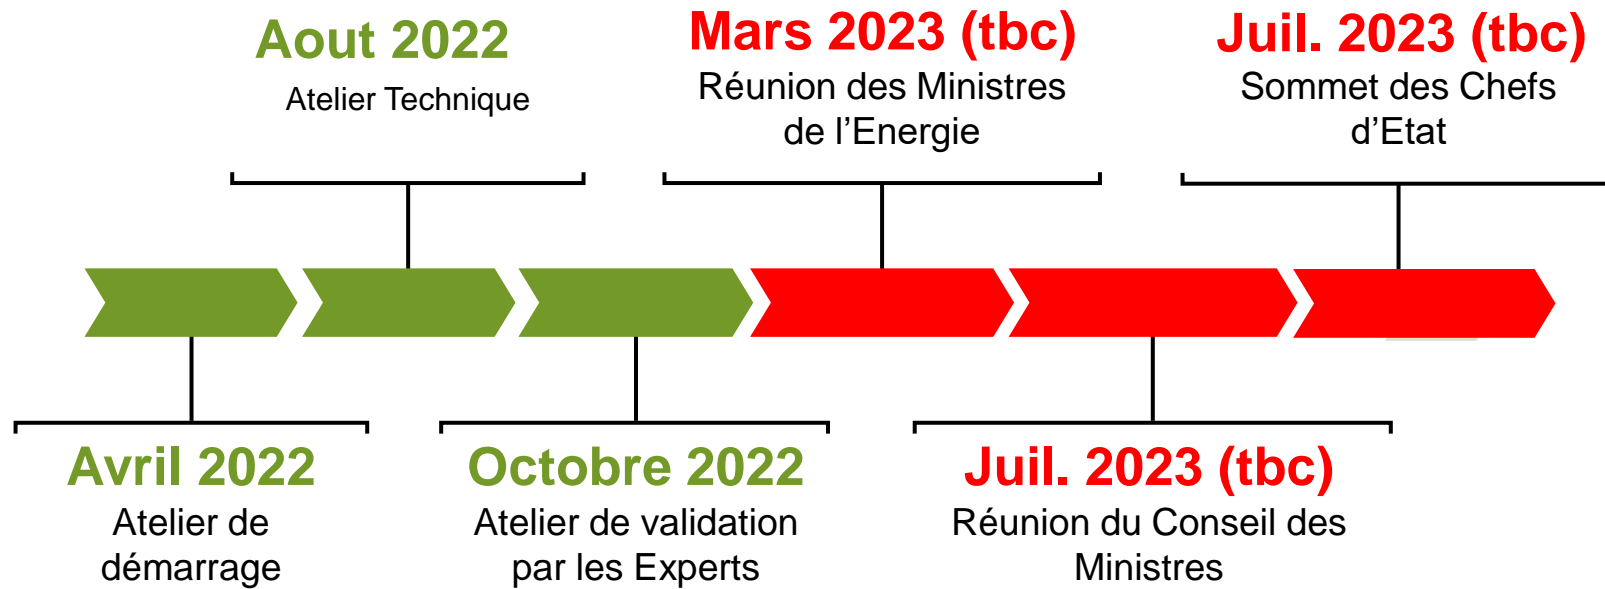 Aout 2022
Atelier Technique
Mars 2023 (tbc)
Réunion des Ministres
de l’Energie
Juil. 2023 (tbc)
Sommet des Chefs
d’Etat
Avril 2022
Atelier de
démarrage
Octobre 2022
Atelier de validation
par les Experts
Juil. 2023 (tbc)
Réunion du Conseil des
Ministres